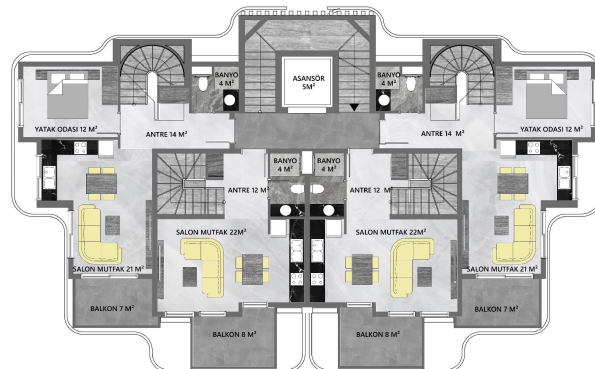 BANYO
4 M²
ASANSÖR
5M²
BANYO
4 M²
YATAK ODASI 12 M²
ANTRE 14 M²
ANTRE 14 M²
YATAK ODASI 12 M²
BANYO
4 M²
BANYO
4 M²
ANTRE 12 M²
ANTRE 12 M²
SALON MUTFAK 22M²
SALON MUTFAK 22M²
SALON MUTFAK 21 M²
SALON MUTFAK 21 M²
BALKON 7 M²
BALKON 7 M²
BALKON 8 M²
BALKON 8 M²